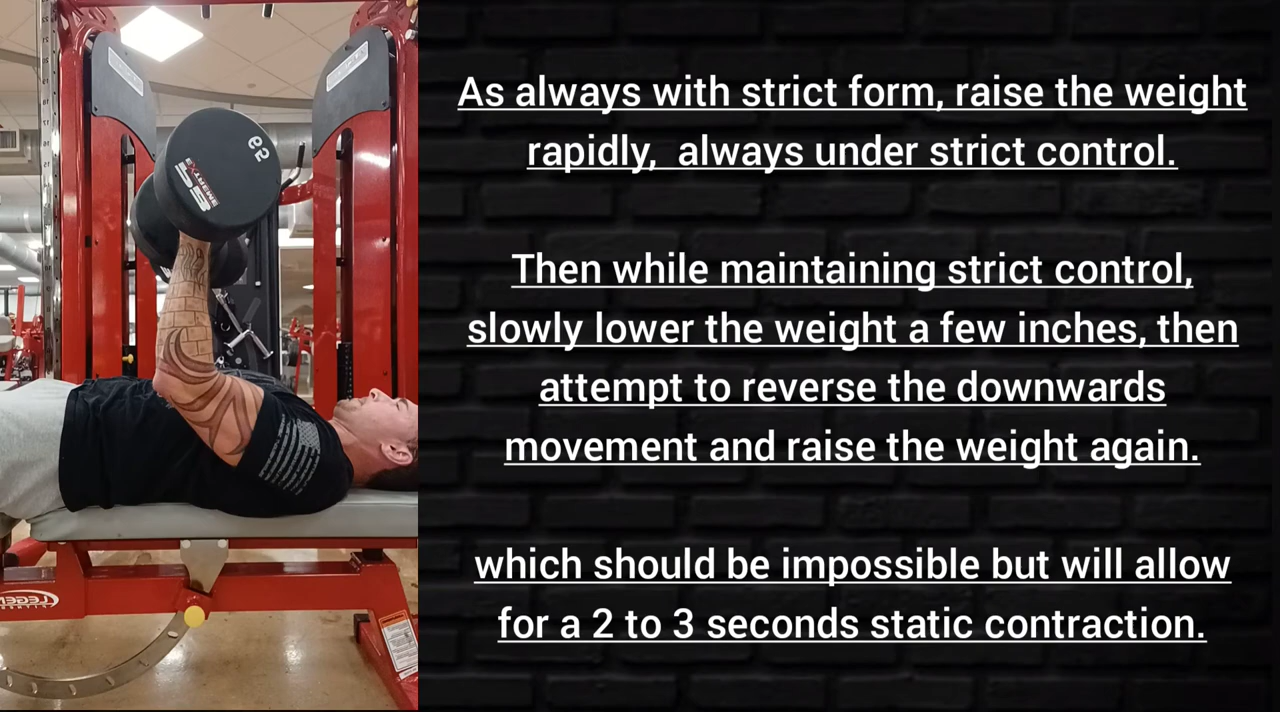 As always with strict form, raise the weight
rapidly,  always under strict control.
Then while maintaining strict control,
slowly lower the weight a few inches, then
attempt to reverse the downwards
movement and raise the weight again.
which should be impossible but will allow
for a 2 to 3 seconds static contraction.